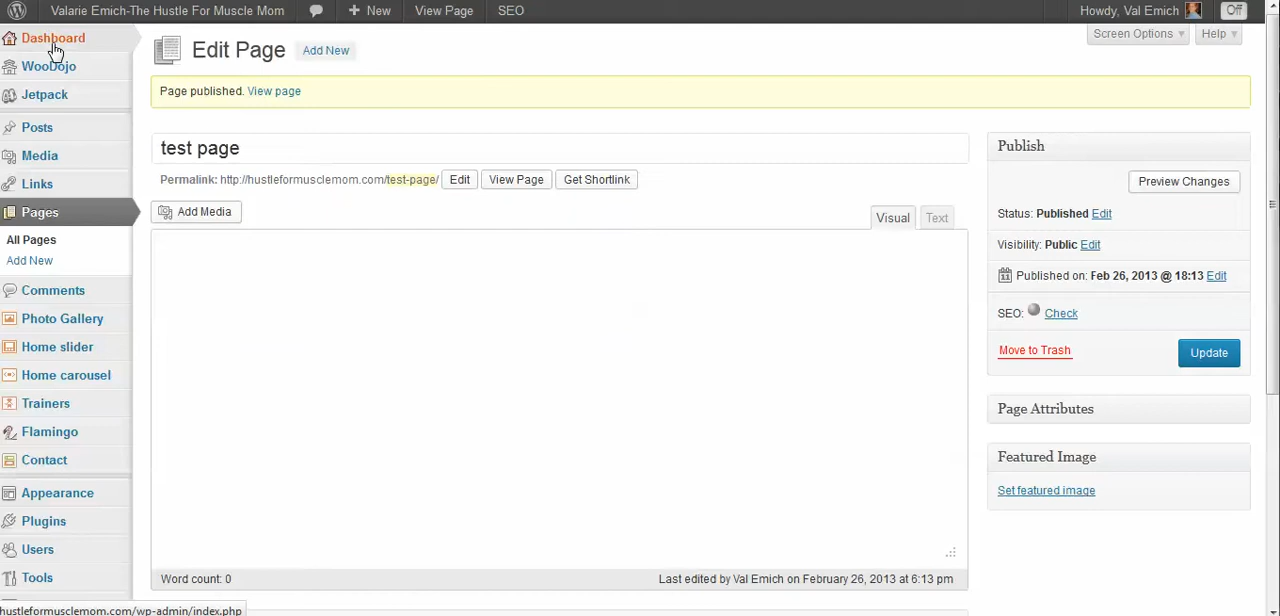 Valarie Emich-The Hustle For Muscle Mom
+ New
View Page
SEO
Howdy, Val Emich
Off
Dashboard
WooDojo
Jetpack
Posts
Media
Links
Pages
All Pages
Add New
Comments
Photo Gallery
Home slider
Home carousel
Trainers
Flamingo
Contact
Appearance
Plugins
Users
Tools
Edit Page
Add New
Screen Options
Help
Page published. View page
test page
Permalink: http://hustleformusclemom.com/test-page/ Edit View Page Get Shortlink
Add Media
Visual
Text
Word count: 0
Last edited by Val Emich on February 26, 2013 at 6:13 pm
Publish
Preview Changes
Status: Published Edit
Visibility: Public Edit
Published on: Feb 26, 2013 @ 18:13 Edit
SEO: Check
Move to Trash
Update
Page Attributes
Featured Image
Set featured image
hustleformusclemom.com/wp-admin/index.php